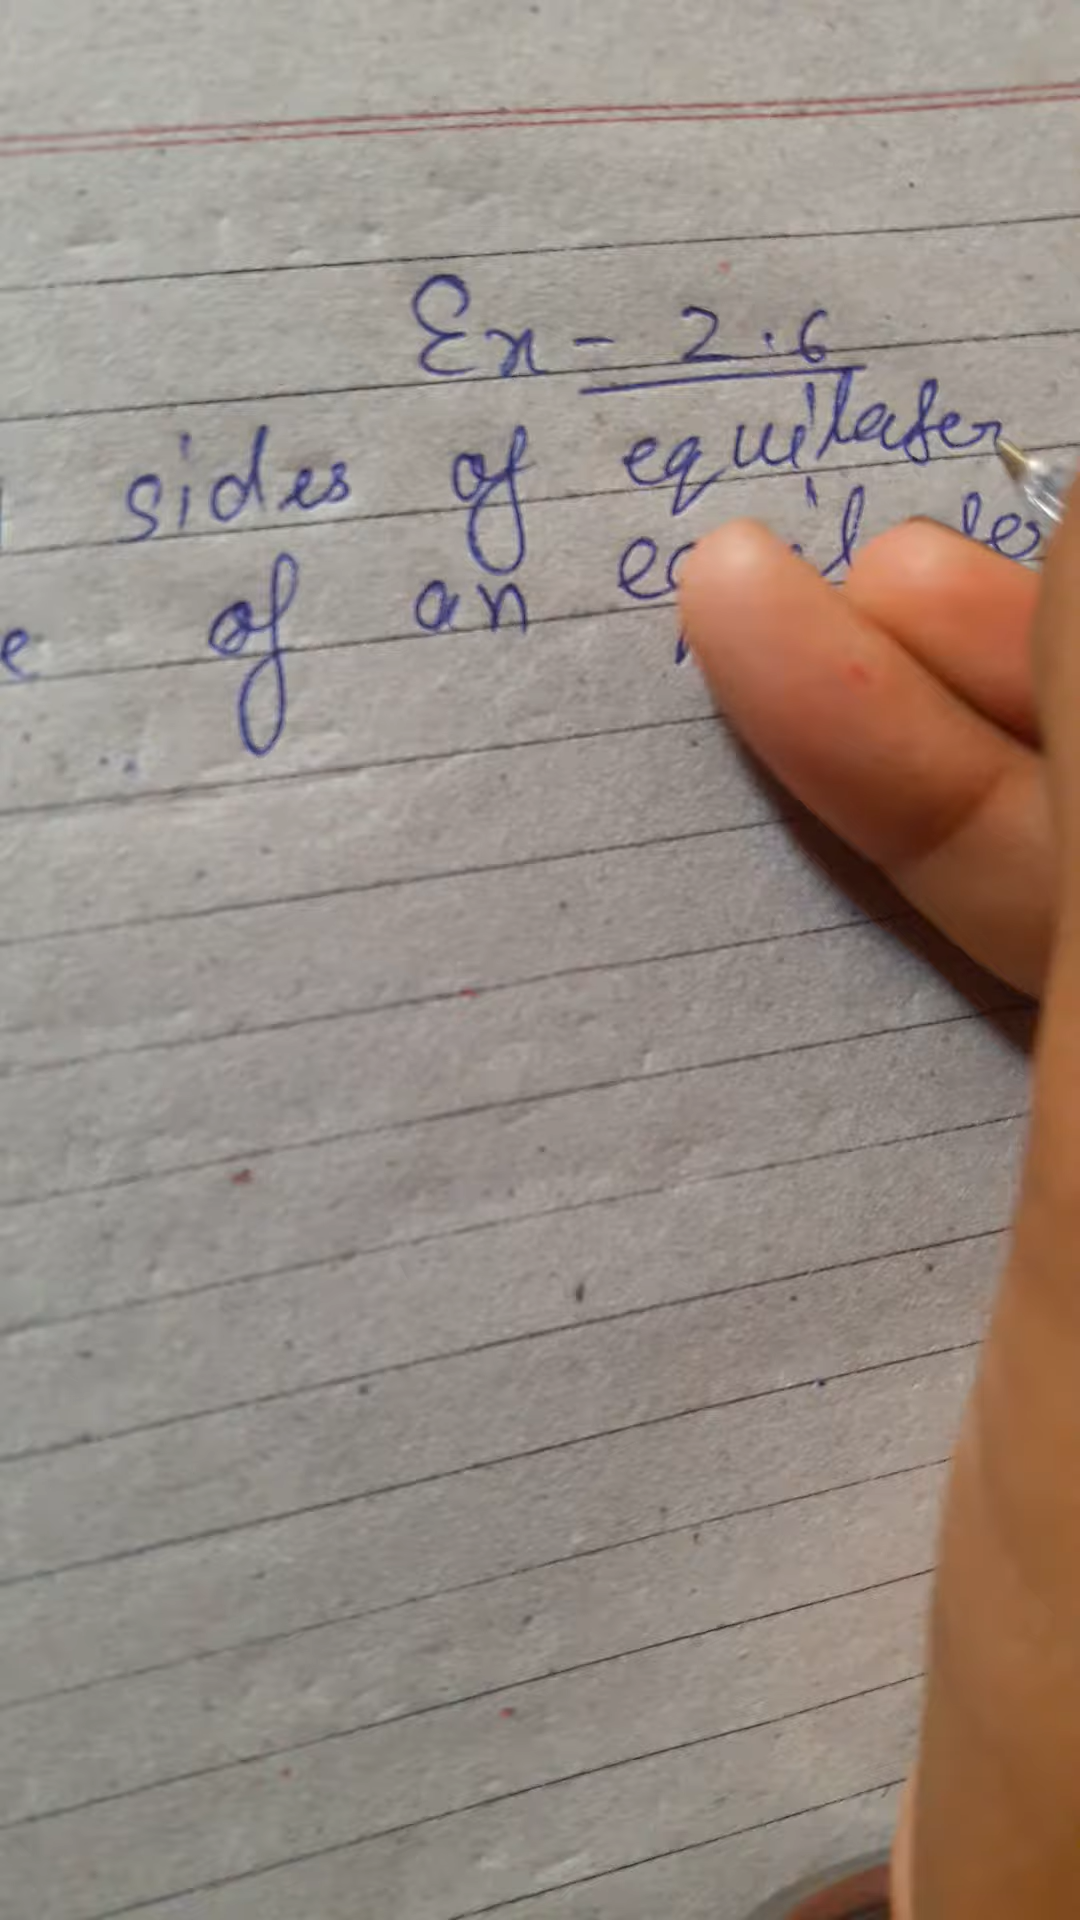 Ex - 2.6
sides of equilater
e of an